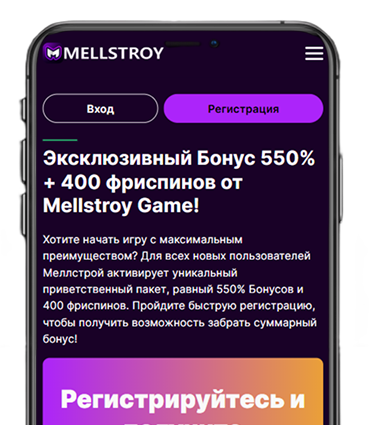 MELLSTROY
Вход
Регистрация
Эксклюзивный Бонус 550%
+ 400 фриспинов от
Mellstroy Game!
Хотите начать игру с максимальным
преимуществом? Для всех новых пользователей
Меллстрой активирует уникальный
приветственный пакет, равный 550% Бонусов и
400 фриспинов. Пройдите быструю регистрацию,
чтобы получить возможность забрать суммарный
бонус!
Регистрируйтесь и